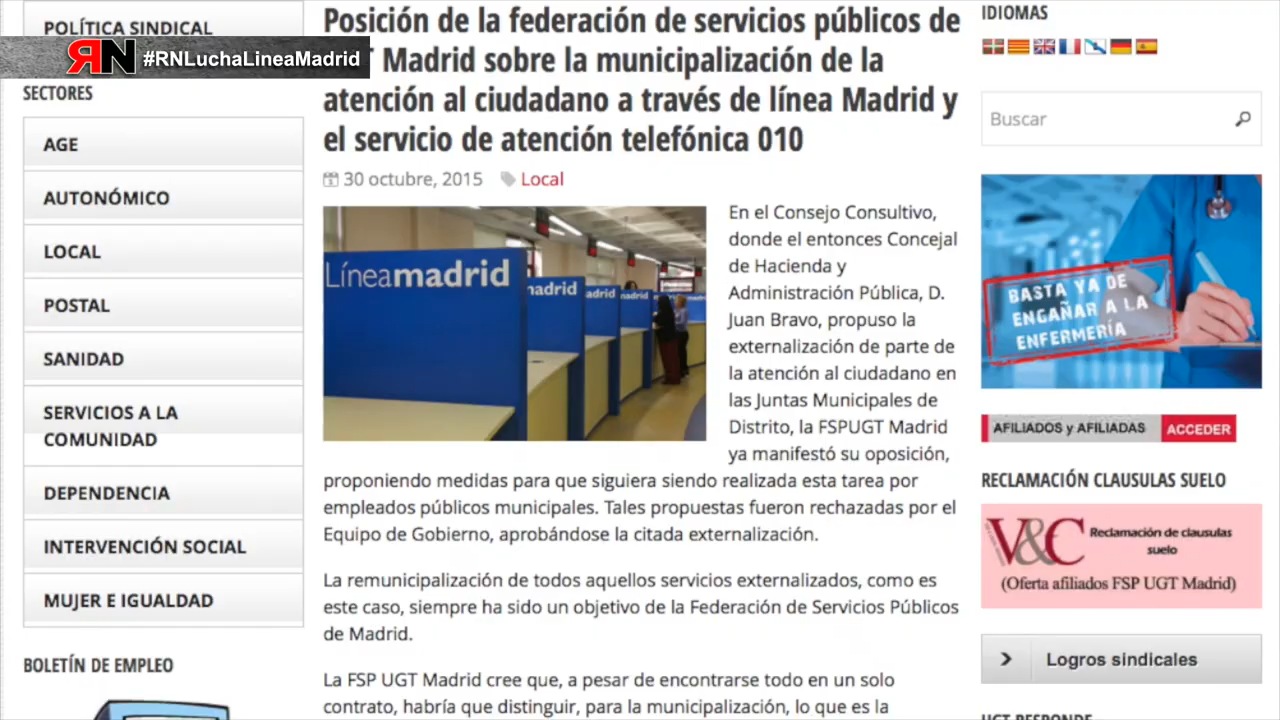 POLÍTICA SINDICAL
RN #RNLuchaLineaMadrid
SECTORES
AGE
AUTONÓMICO
LOCAL
POSTAL
SANIDAD
SERVICIOS A LA
COMUNIDAD
DEPENDENCIA
INTERVENCIÓN SOCIAL
MUJER E IGUALDAD
BOLETÍN DE EMPLEO
Posición de la federación de servicios públicos de
Madrid sobre la municipalización de la
atención al ciudadano a través de línea Madrid y
el servicio de atención telefónica 010
30 octubre, 2015 Local
Líneamadrid
madrid
adrid
madrid
En el Consejo Consultivo,
donde el entonces Concejal
de Hacienda y
Administración Pública, D.
Juan Bravo, propuso la
externalización de parte de
la atención al ciudadano en
las Juntas Municipales de
Distrito, la FSPUGT Madrid
ya manifestó su oposición,
proponiendo medidas para que siguiera siendo realizada esta tarea por
empleados públicos municipales. Tales propuestas fueron rechazadas por el
Equipo de Gobierno, aprobándose la citada externalización.
La remunicipalización de todos aquellos servicios externalizados, como es
este caso, siempre ha sido un objetivo de la Federación de Servicios Públicos
de Madrid.
La FSP UGT Madrid cree que, a pesar de encontrarse todo en un solo
contrato, habría que distinguir, para la municipalización, lo que es la
IDIOMAS
Buscar
BASTA YA DE
ENGAÑAR A LA
ENFERMERÍA
AFILIADOS y AFILIADAS ACCEDER
RECLAMACIÓN CLAUSULAS SUELO
V&C Reclamación de clausulas
suelo
(Oferta afiliados FSP UGT Madrid)
Logros sindicales
UGT RESPONDE